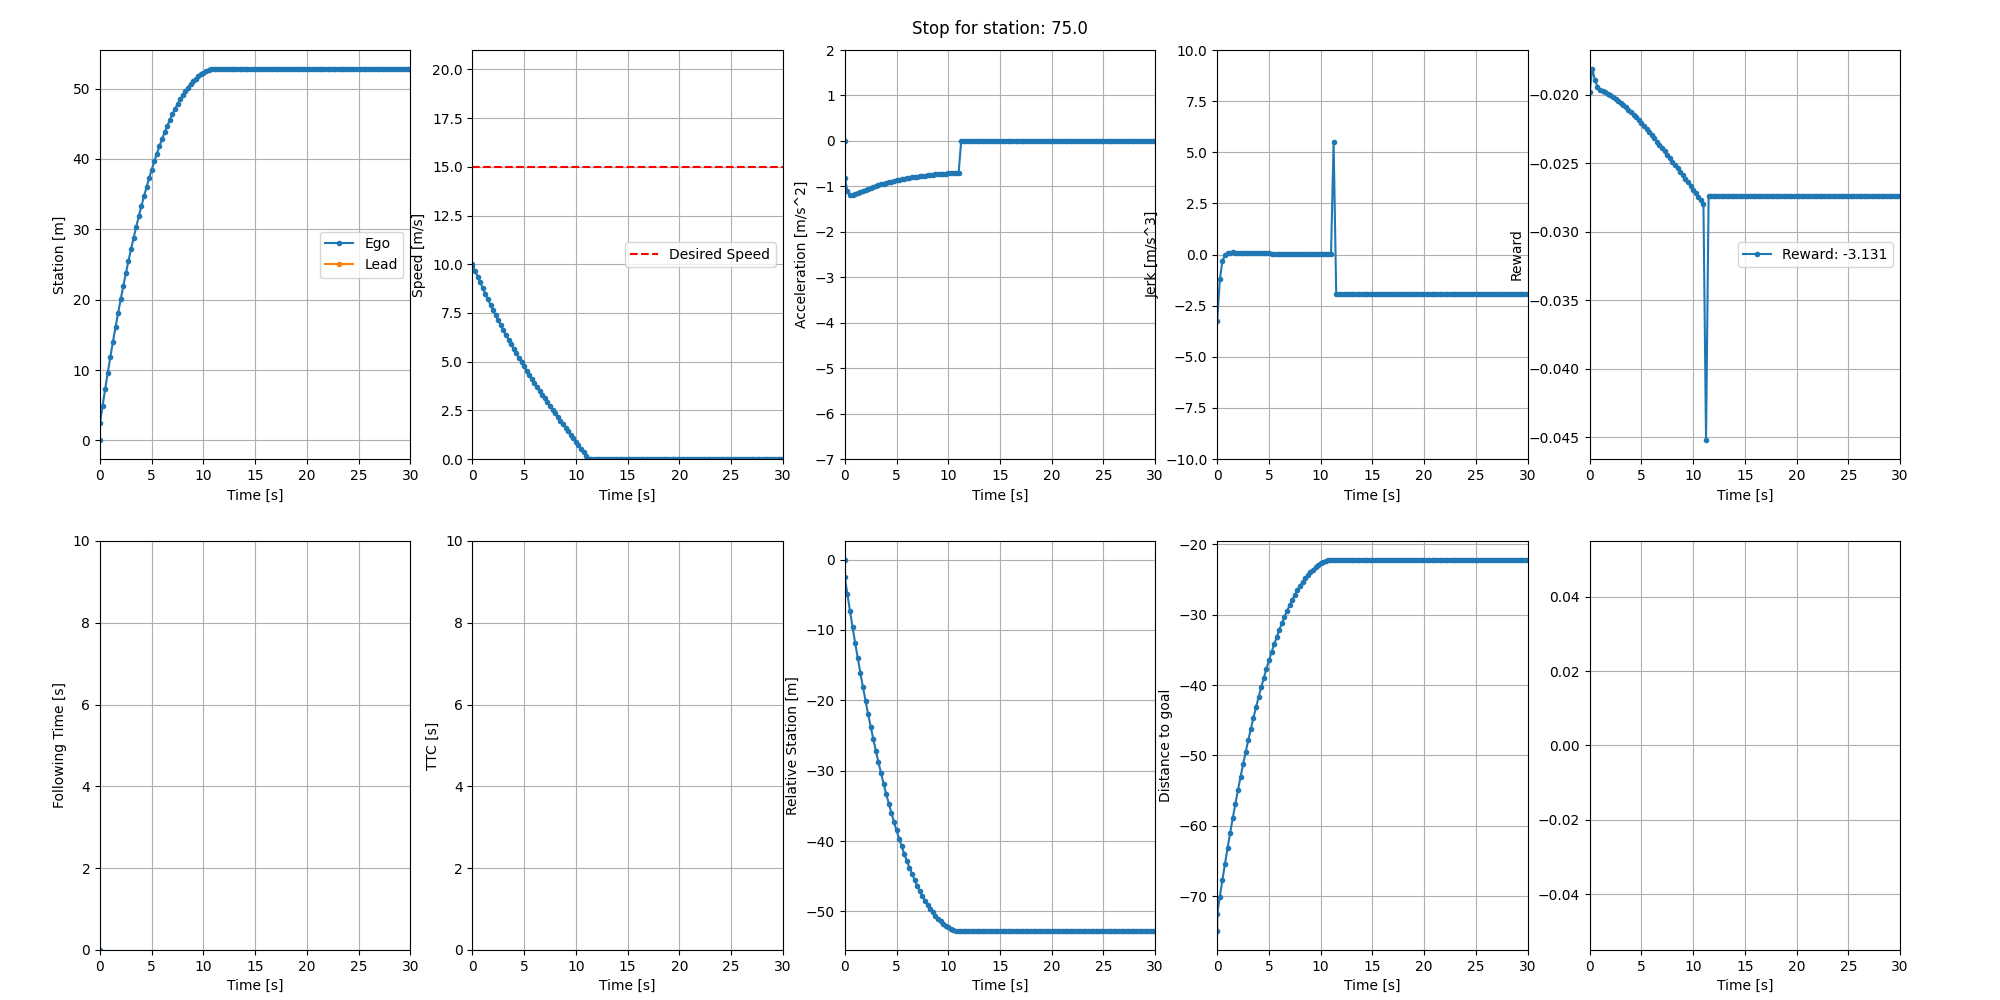 Stop for station: 75.0
Station [m]
50
40
30
20
10
0
Ego
Lead
0 5 10 15 20 25 30
Time [s]
Speed [m/s]
20.0
17.5
15.0
12.5
10.0
7.5
5.0
2.5
0.0
Desired Speed
0 5 10 15 20 25 30
Time [s]
Acceleration [m/s^2]
2
1
0
−1
−2
−3
−4
−5
−6
−7
0 5 10 15 20 25 30
Time [s]
Jerk [m/s^3]
10.0
7.5
5.0
2.5
0.0
−2.5
−5.0
−7.5
−10.0
0 5 10 15 20 25 30
Time [s]
Reward
−0.020
−0.025
−0.030
−0.035
−0.040
−0.045
Reward: -3.131
0 5 10 15 20 25 30
Time [s]
Following Time [s]
10
8
6
4
2
0
0 5 10 15 20 25 30
Time [s]
TTC [s]
10
8
6
4
2
0
0 5 10 15 20 25 30
Time [s]
Relative Station [m]
0
−10
−20
−30
−40
−50
0 5 10 15 20 25 30
Time [s]
Distance to goal
−20
−30
−40
−50
−60
−70
0 5 10 15 20 25 30
Time [s]
0.04
0.02
0.00
−0.02
−0.04
0 5 10 15 20 25 30
Time [s]